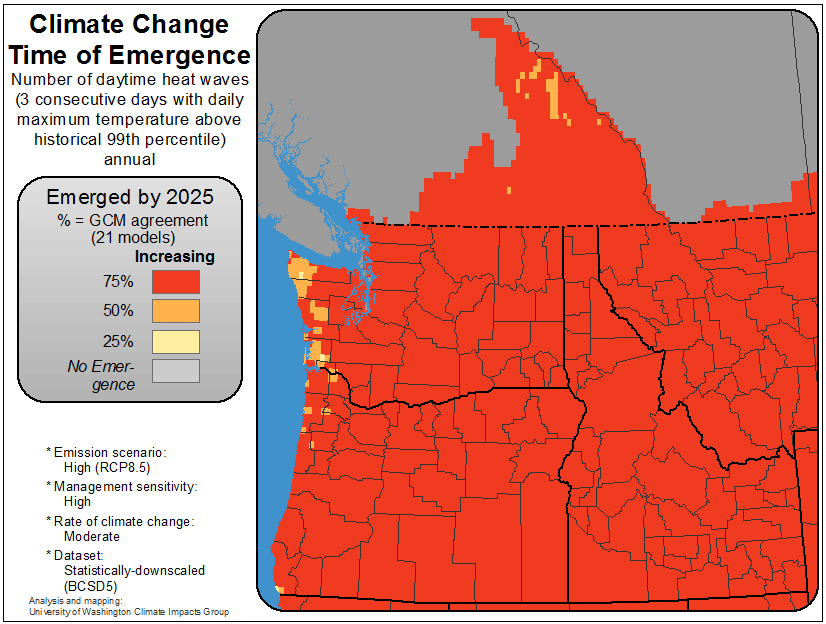 Climate Change
Time of Emergence
Number of daytime heat waves
(3 consecutive days with daily
maximum temperature above
historical 99th percentile)
annual
Emerged by 2025
% = GCM agreement
(21 models)
Increasing
75%
50%
25%
No Emer-
gence
* Emission scenario:
High (RCP8.5)
* Management sensitivity:
High
* Rate of climate change:
Moderate
* Dataset:
Statistically-downscaled
(BCSD5)
Analysis and mapping:
University of Washington Climate Impacts Group